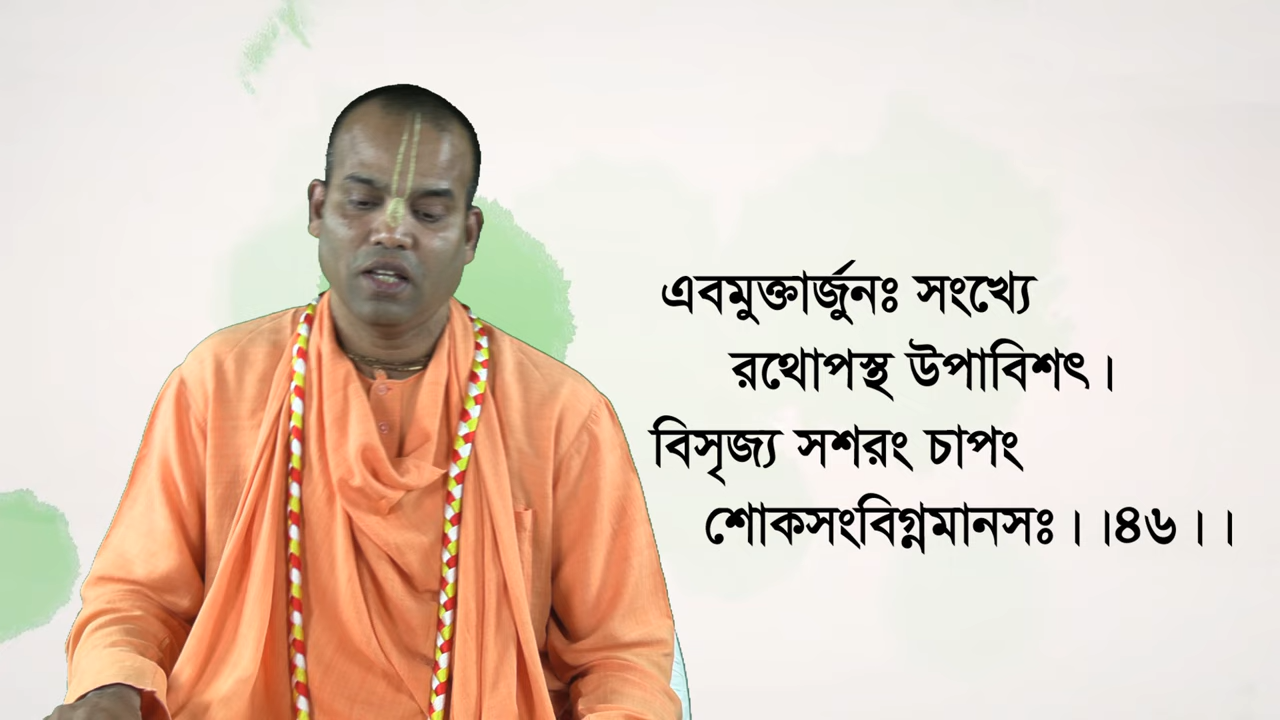 এবমুক্তার্জুনঃ সংখ্যে
রথোপস্থ উপাবিশৎ।
বিসৃজ্য সশরং চাপং
শোকসংবিগ্নমানসঃ।।৪৬।।